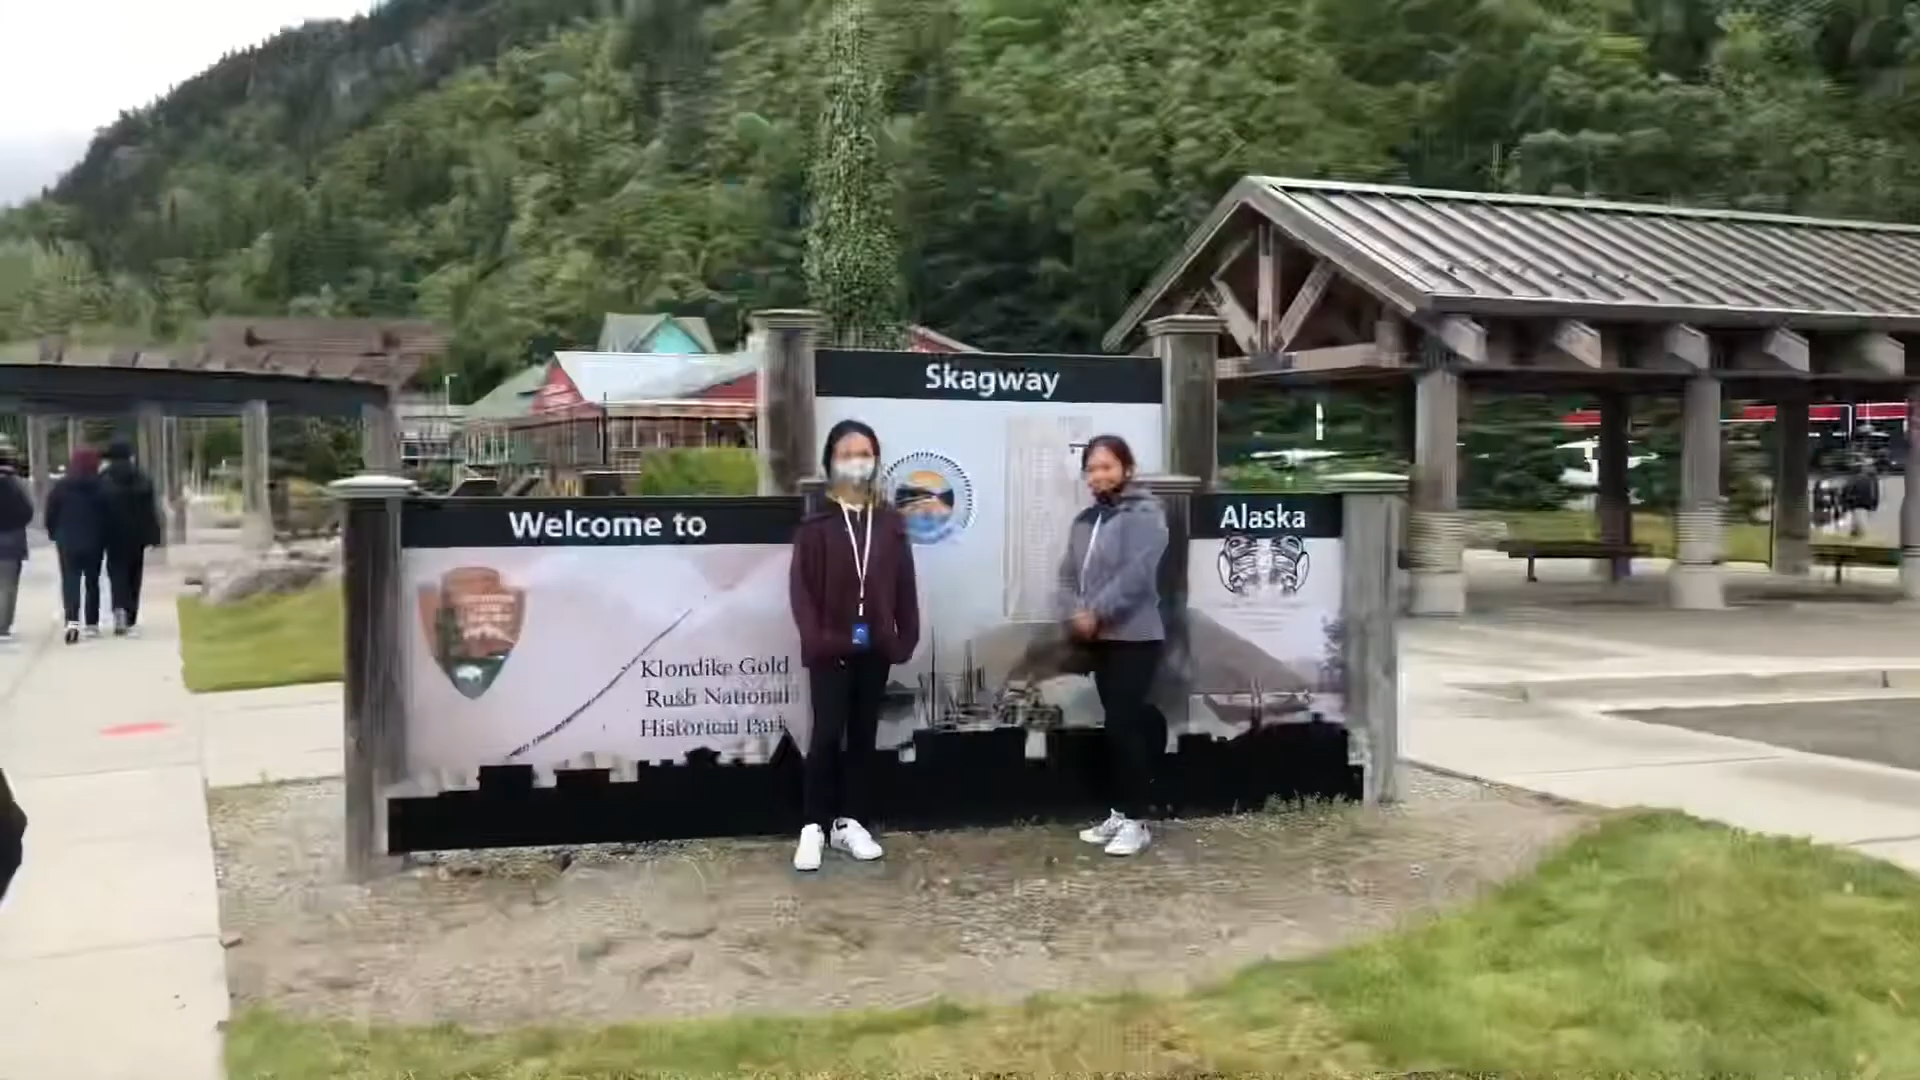 Welcome to
Skagway
Alaska
Klondike Gold
Rush National
Historical Park